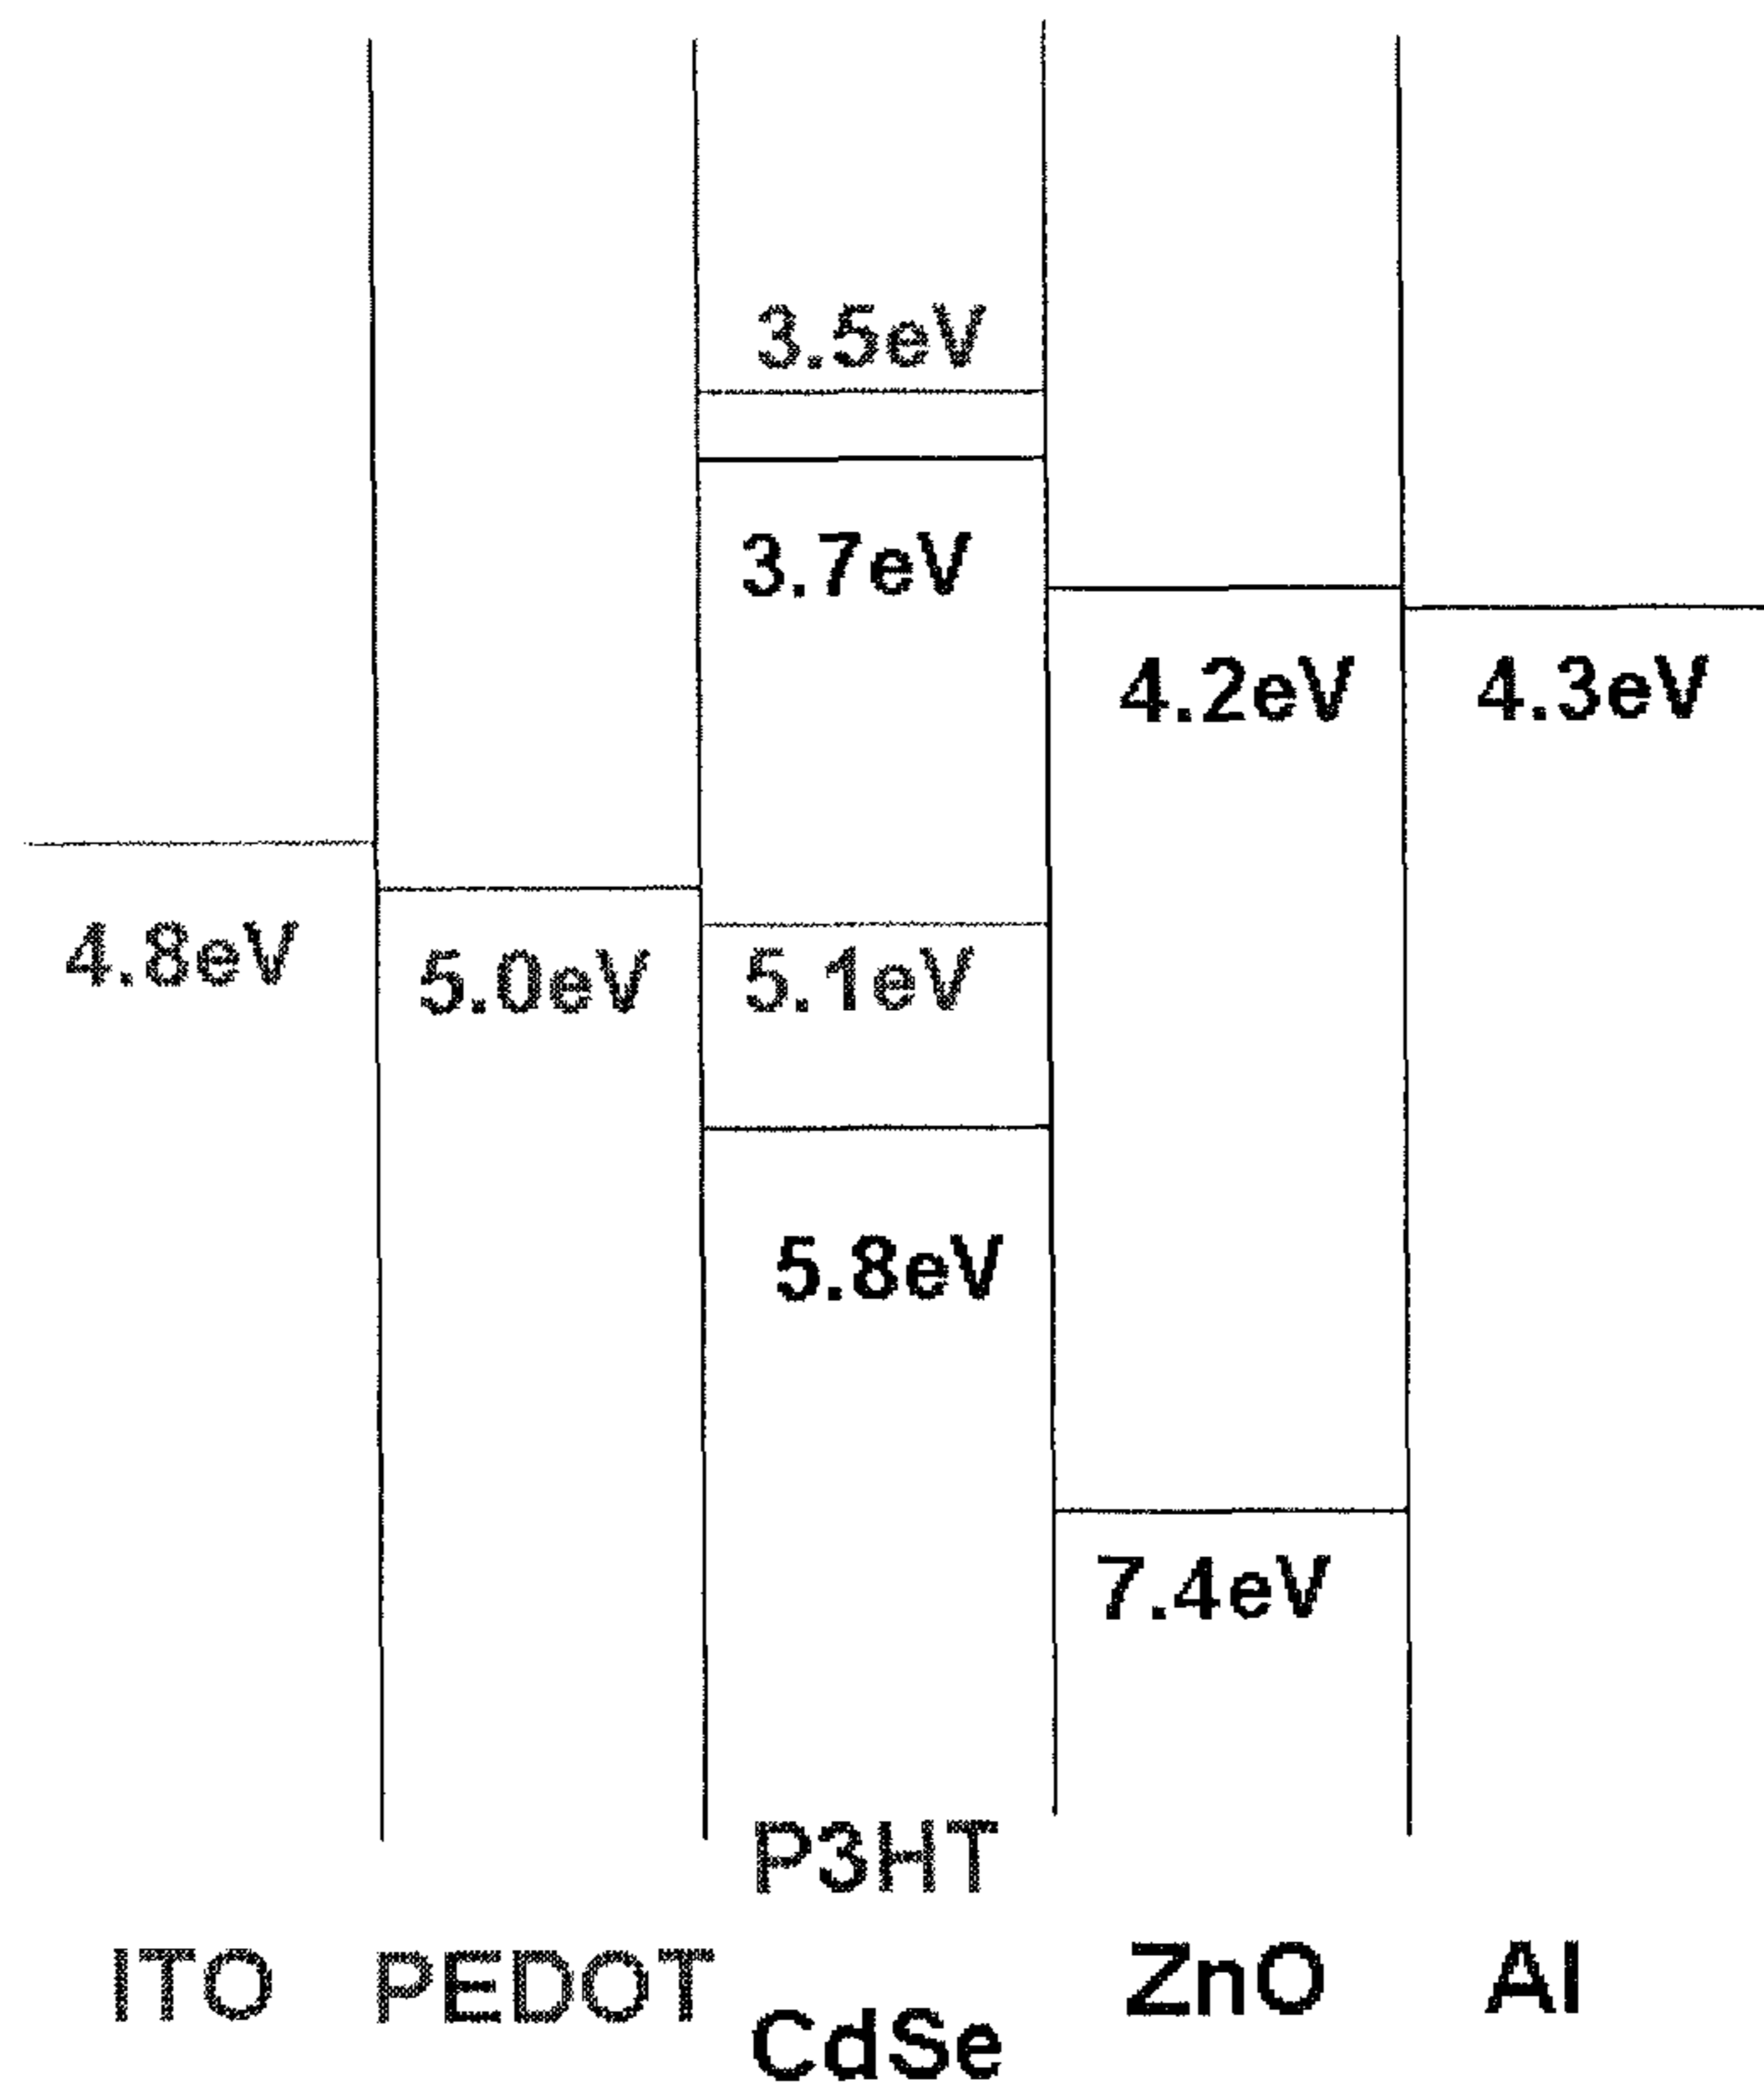 3.5eV
3.7eV
4.2eV 4.3eV
4.8eV 5.0eV 5.1eV
5.8eV
7.4eV
P3HT
ITO PEDOT ZnO Al
CdSe